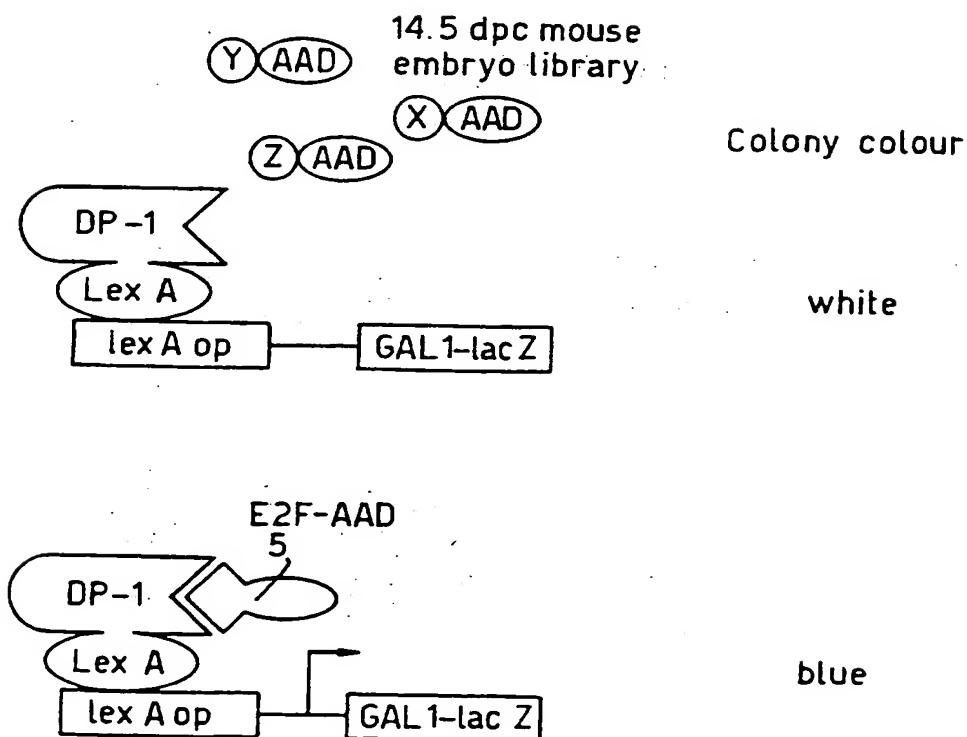 14.5 dpc mouse
embryo library
Y AAD
X AAD
Z AAD
Colony colour
DP-1
Lex A
lex A op
GAL1-lac Z
white
E2F-AAD
5
DP-1
Lex A
lex A op
GAL1-lac Z
blue